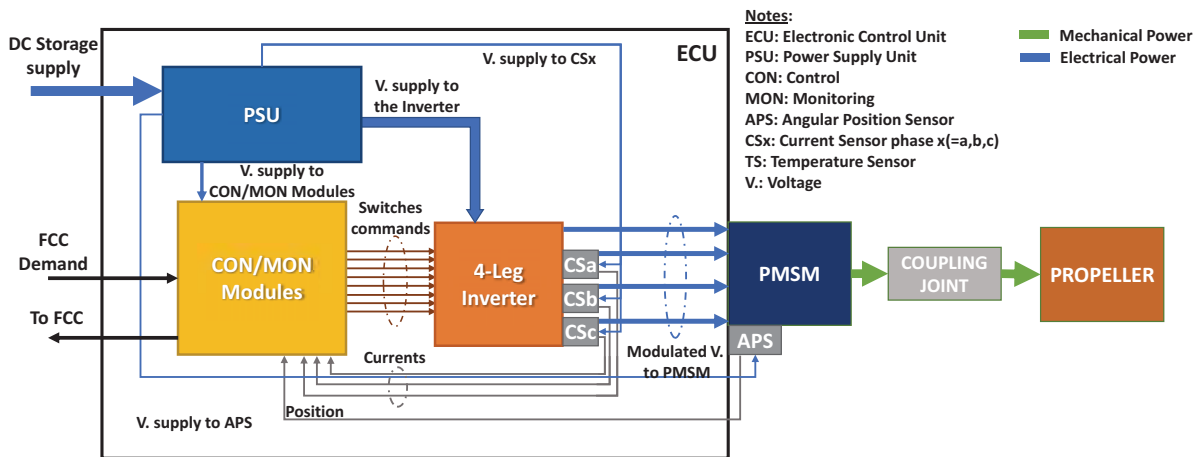 DC Storage
supply
ECU
V. supply to CSx
V. supply to
the Inverter
PSU
V. supply to
CON/MON Modules
Switches
commands
FCC
Demand
To FCC
CON/MON
Modules
4-Leg
Inverter
CSa
CSb
CSc
Currents
Modulated V.
to PMSM
PMSM
APS
COUPLING
JOINT
PROPELLER
V. supply to APS
Position
Notes:
ECU: Electronic Control Unit
PSU: Power Supply Unit
CON: Control
MON: Monitoring
APS: Angular Position Sensor
CSx: Current Sensor phase x(=a,b,c)
TS: Temperature Sensor
V.: Voltage
Mechanical Power
Electrical Power